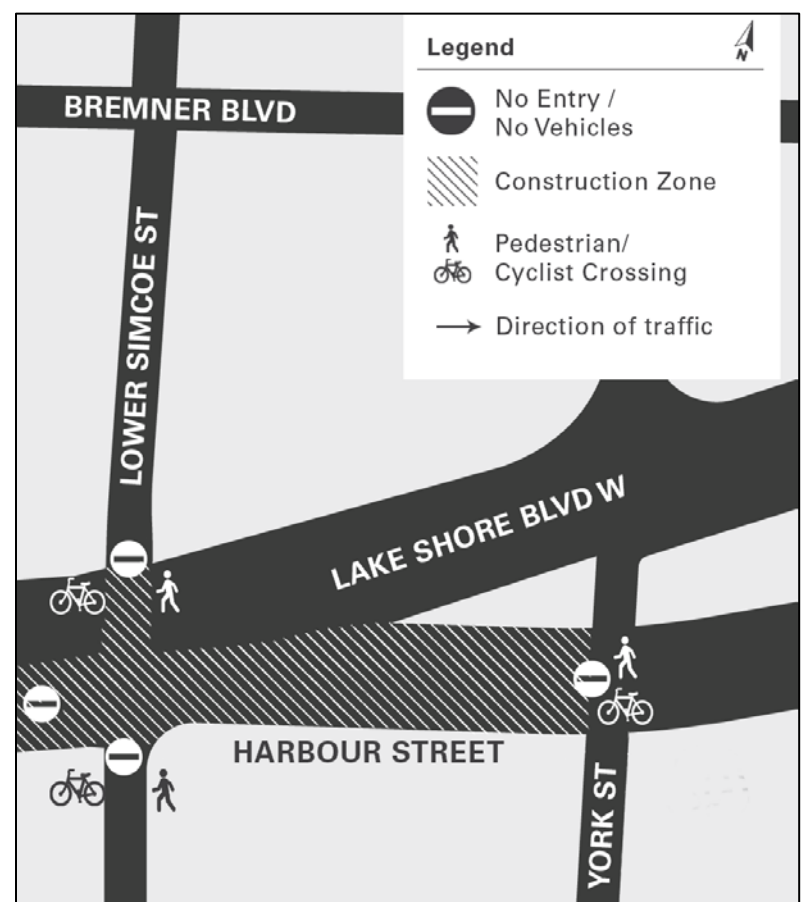 Legend
N
No Entry /
No Vehicles
Construction Zone
Pedestrian/
Cyclist Crossing
Direction of traffic
BREMNER BLVD
LOWER SIMCOE ST
LAKE SHORE BLVD W
HARBOUR STREET
YORK ST